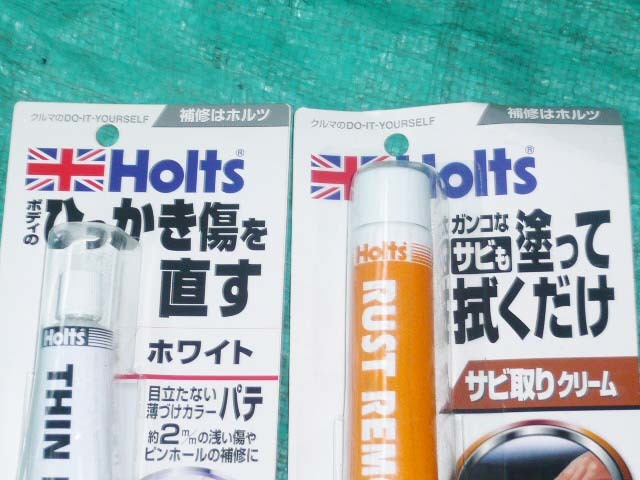 クルマのDO-IT-YOURSELF 補修はホルツ
Holts®
ボディの
ひっかき傷を
直す
ホワイト
目立たない
薄づけカラーパテ
約2m/mの浅い傷や
ピンホールの補修に
Holts
THIN
クルマのDO-IT-YOURSELF 補修はホルツ
Holts®
ガンコな
サビも塗って
拭くだけ
サビ取りクリーム
Holts
RUST REMO